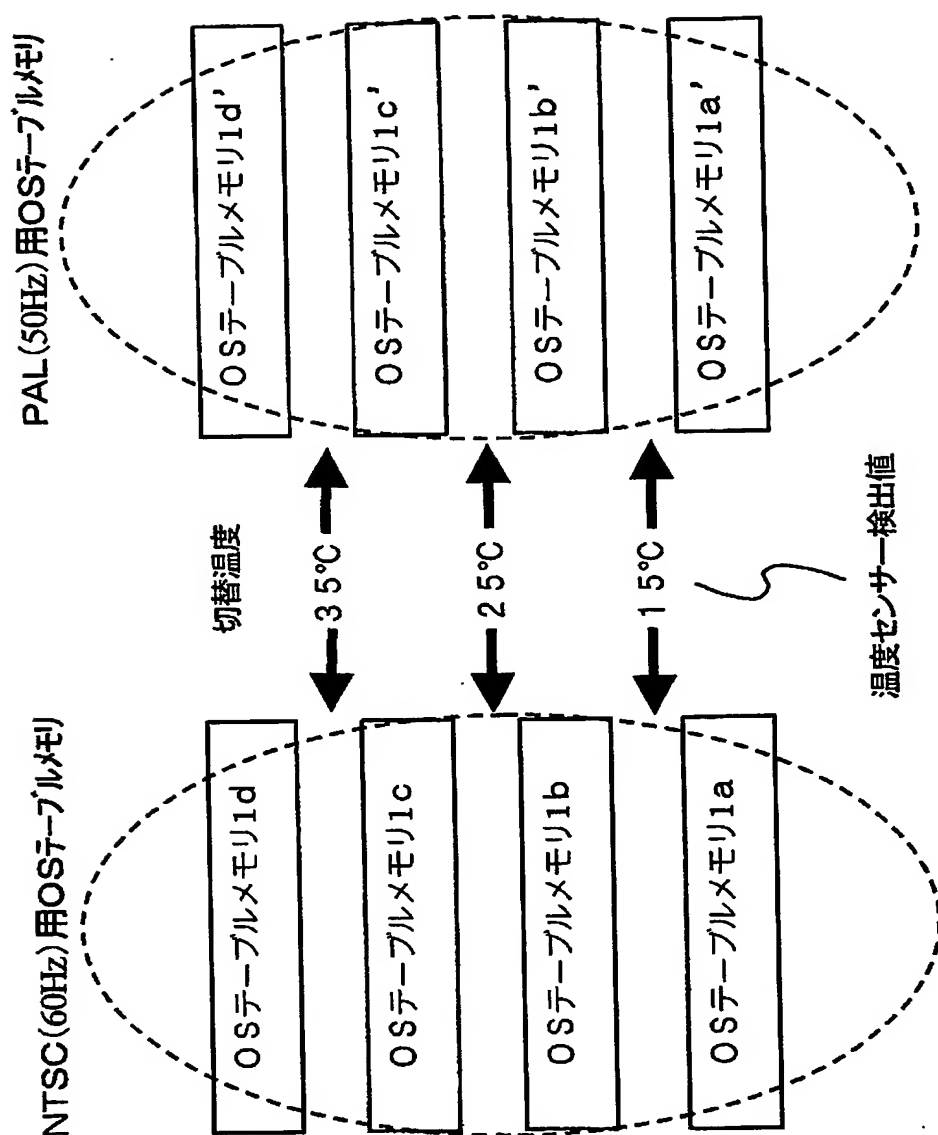 NTSC(60Hz)用OSテーブルメモリ
OSテーブルメモリ1d
OSテーブルメモリ1c
OSテーブルメモリ1b
OSテーブルメモリ1a
切替温度
35℃
25℃
15℃
温度センサー検出値
PAL(50Hz)用OSテーブルメモリ
OSテーブルメモリ1d'
OSテーブルメモリ1c'
OSテーブルメモリ1b'
OSテーブルメモリ1a'